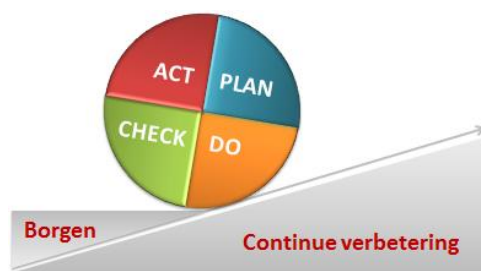 ACT
PLAN
CHECK
DO
Borgen
Continue verbetering